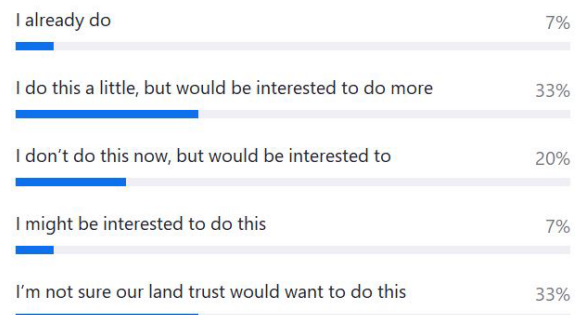 I already do 7%
I do this a little, but would be interested to do more 33%
I don’t do this now, but would be interested to 20%
I might be interested to do this 7%
I’m not sure our land trust would want to do this 33%